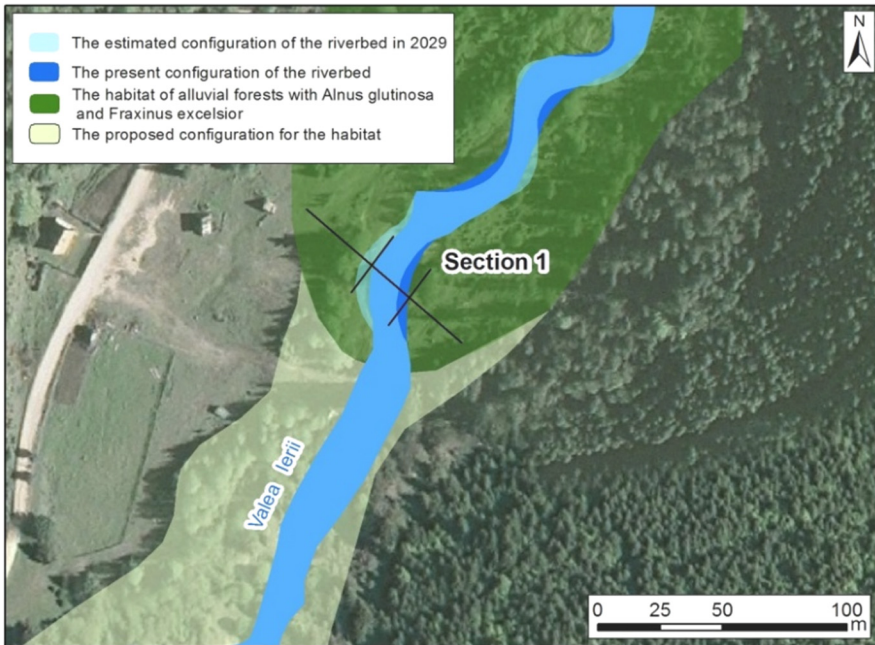 The estimated configuration of the riverbed in 2029
The present configuration of the riverbed
The habitat of alluvial forests with Alnus glutinosa
and Fraxinus excelsior
The proposed configuration for the habitat
N
Section 1
Valea Ierii
0 25 50 100
m